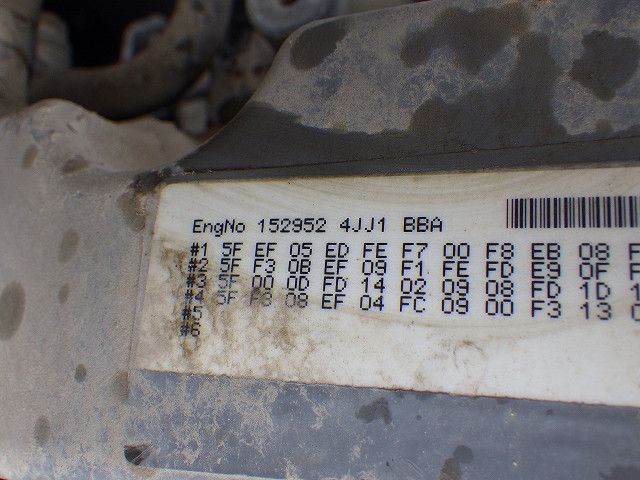 EngNo 152952 4JJ1 BBA
#1 5F EF 05 ED FE F7 00 F8 EB 08
#2 5F F3 0B EF 09 F1 FE FD E9 0F
#3 5F 00 0D FD 14 02 09 08 FD 1D
#4 5F F3 08 EF 04 FC 09 00 F3 13
#5
#6